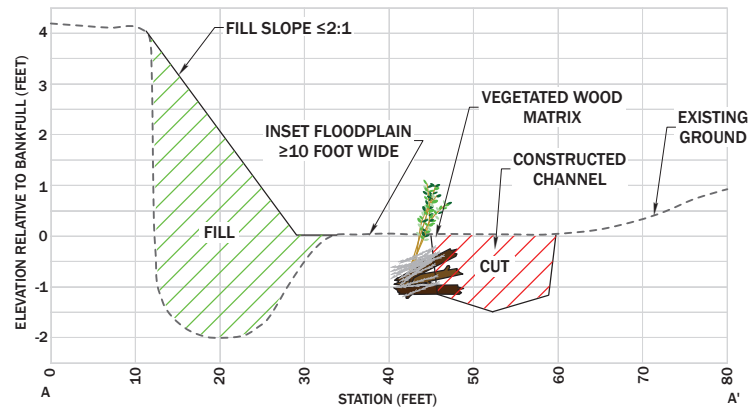 FILL SLOPE ≤2:1
VEGETATED WOOD
MATRIX
INSET FLOODPLAIN
≥10 FOOT WIDE
EXISTING
GROUND
CONSTRUCTED
CHANNEL
FILL
CUT
ELEVATION RELATIVE TO BANKFULL (FEET)
4
3
2
1
0
-1
-2
0
10
20
30
40
50
60
70
80
A
STATION (FEET)
A'